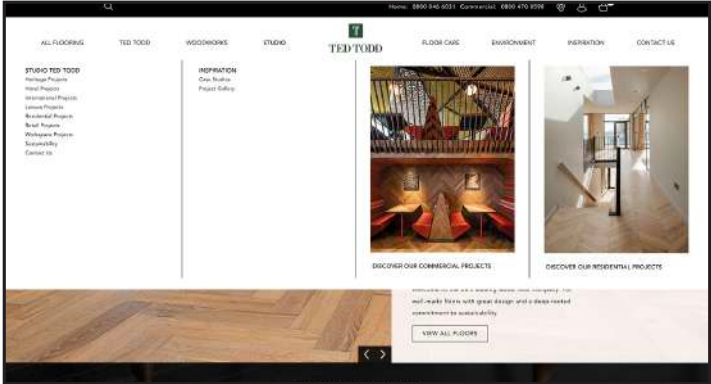 Home: 0800 046 6031 Commercial: 0800 470 8598
ALL FLOORING
TED TODD
WOODWORKS
STUDIO
T
TED TODD
FLOOR CARE
ENVIRONMENT
INSPIRATION
CONTACT US
STUDIO TED TODD
Heritage Projects
Hotel Projects
International Projects
Leisure Projects
Residential Projects
Retail Projects
Workspace Projects
Sustainability
Contact Us
INSPIRATION
Case Studies
Project Gallery
DISCOVER OUR COMMERCIAL PROJECTS
DISCOVER OUR RESIDENTIAL PROJECTS
well-made floors with great design and a deep-rooted
commitment to sustainability.
VIEW ALL FLOORS